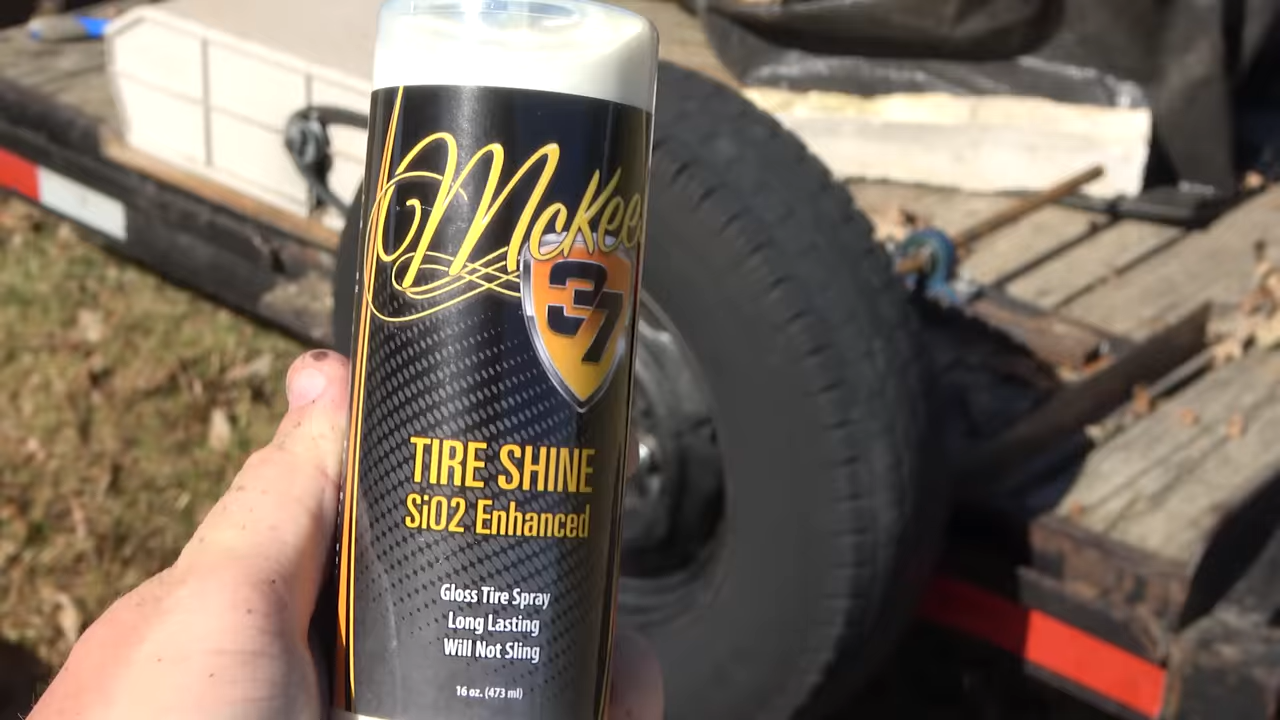 McKee
37
TIRE SHINE
SiO2 Enhanced
Gloss Tire Spray
Long Lasting
Will Not Sling
16 oz. (473 ml)